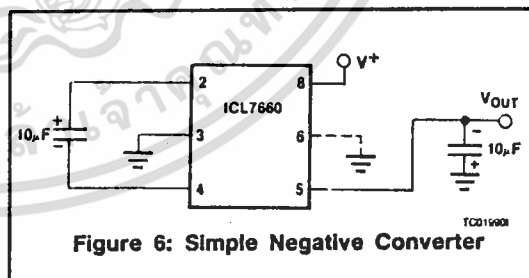 V+
2
8
ICL7660
VOUT
10µF
+
−
3
6
−
10µF
+
4
5
TC01990I
Figure 6: Simple Negative Converter